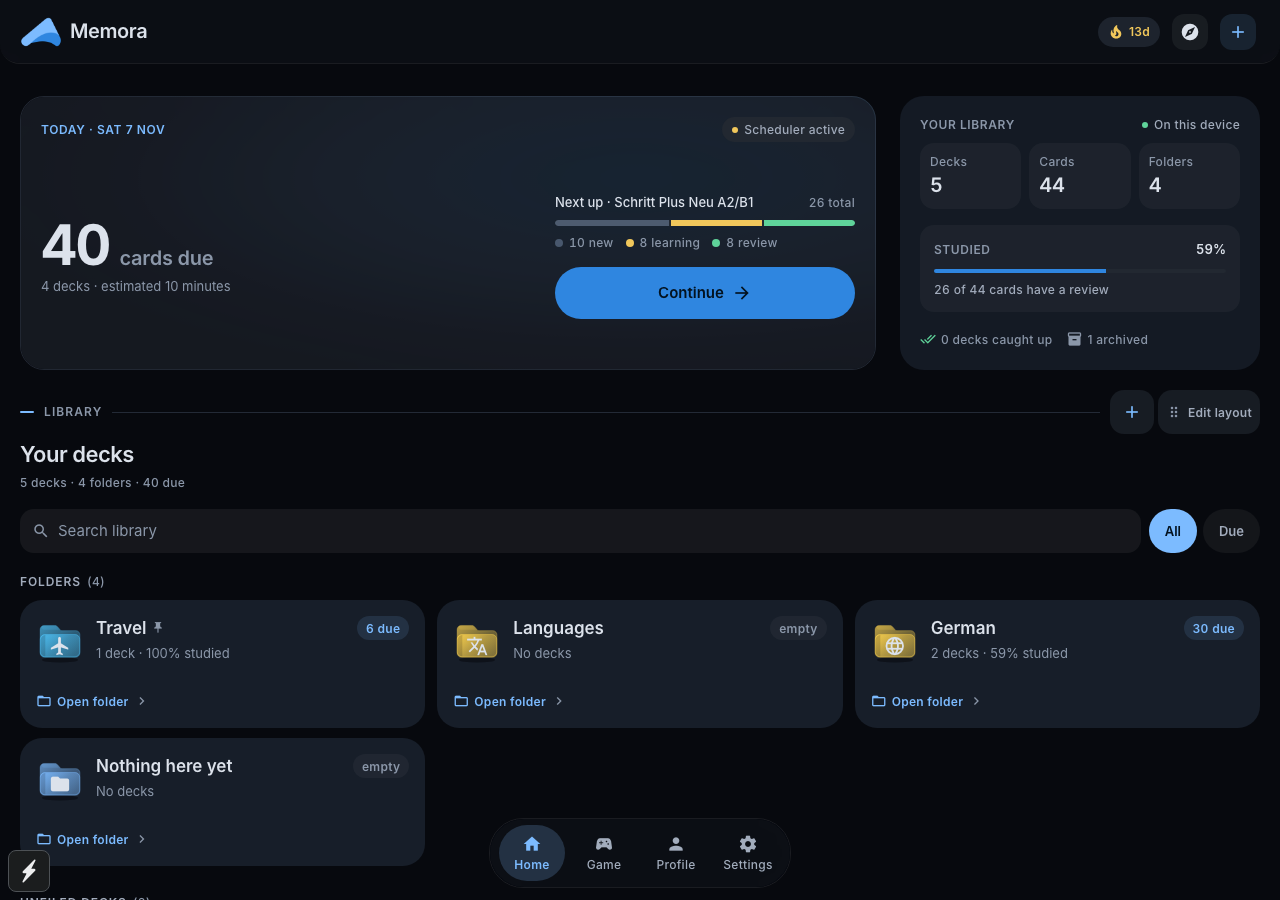 Memora
13d
TODAY · SAT 7 NOV
Scheduler active
40 cards due
4 decks · estimated 10 minutes
Next up · Schritt Plus Neu A2/B1
26 total
10 new
8 learning
8 review
Continue
YOUR LIBRARY
On this device
Decks
5
Cards
44
Folders
4
STUDIED
59%
26 of 44 cards have a review
0 decks caught up
1 archived
LIBRARY
Edit layout
Your decks
5 decks · 4 folders · 40 due
Search library
All
Due
FOLDERS (4)
Travel
6 due
1 deck · 100% studied
Open folder
Languages
empty
No decks
Open folder
German
30 due
2 decks · 59% studied
Open folder
Nothing here yet
empty
No decks
Open folder
Home
Game
Profile
Settings